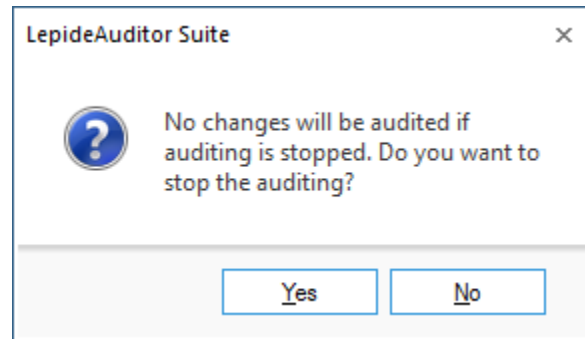 LepideAuditor Suite
No changes will be audited if
auditing is stopped. Do you want to
stop the auditing?
Yes
No